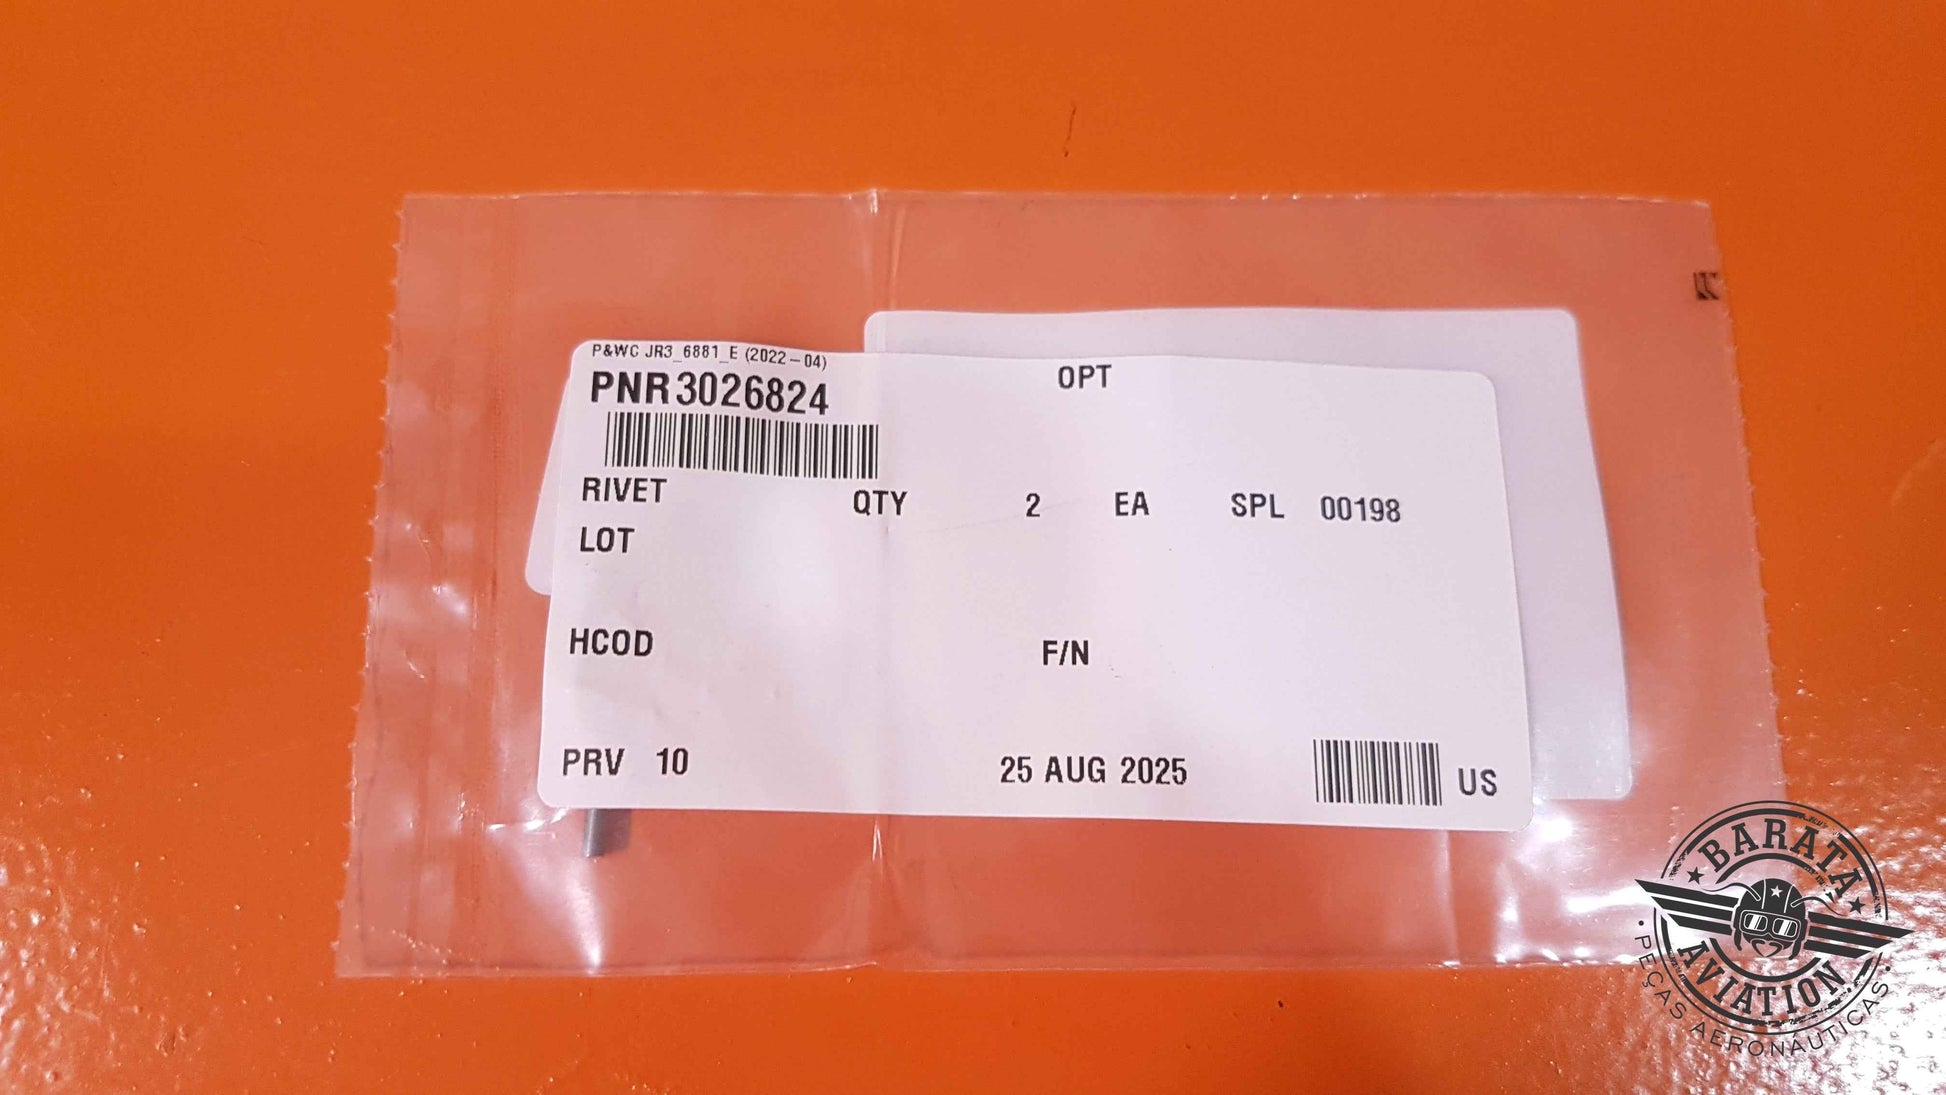 P&WC JR3_6881_E (2022-04)
PNR 3026824
OPT
RIVET QTY 2 EA SPL 00198
LOT
HCOD F/N
PRV 10 25 AUG 2025 US
BARATA
AVIATION
PEÇAS AERONÁUTICAS